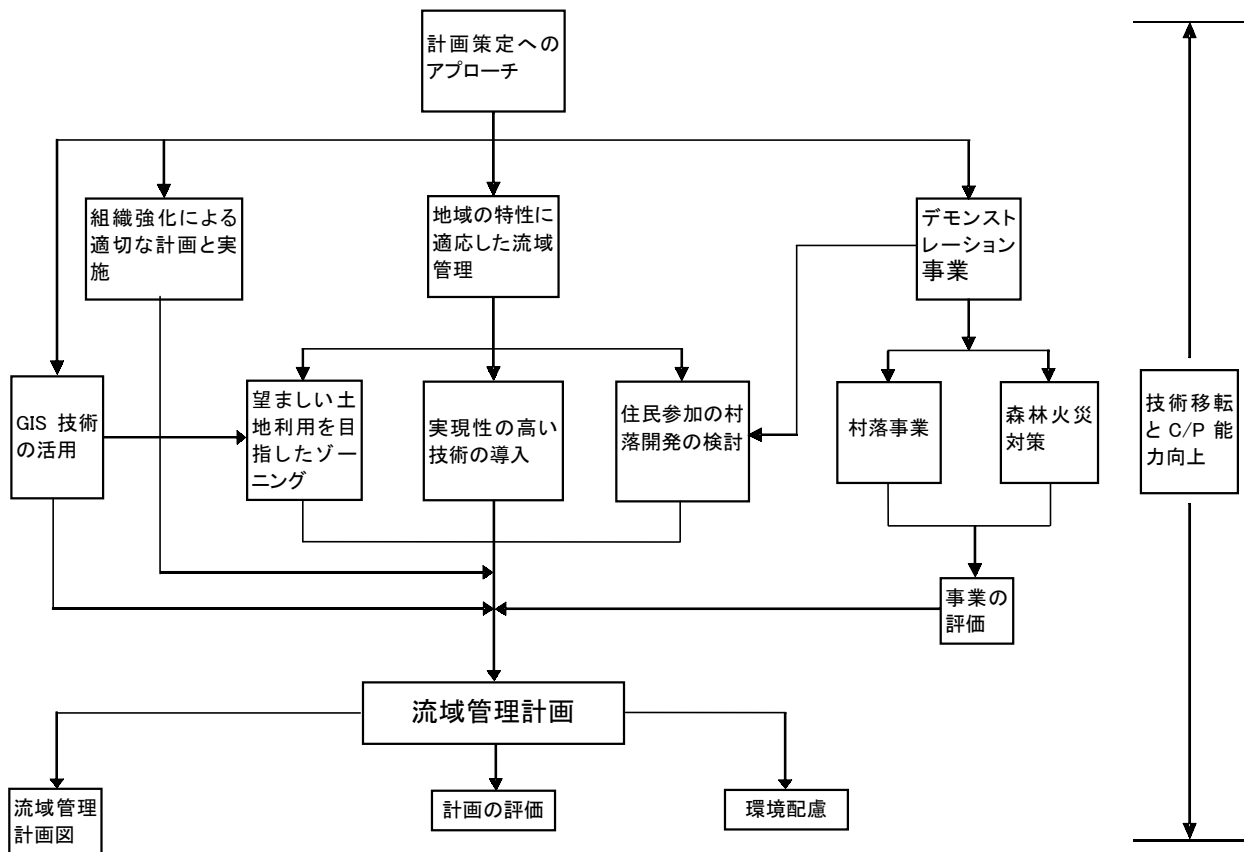 計画策定への
アプローチ
組織強化による
適切な計画と実
施
地域の特性に
適応した流域
管理
デモンスト
レーション
事業
GIS 技術
の活用
望ましい土
地利用を目
指したゾー
ニング
実現性の高い
技術の導入
住民参加の村
落開発の検討
村落事業
森林火災
対策
技術移転
と C/P 能
力向上
事業の
評価
流域管理計画
流域管理
計画図
計画の評価
環境配慮